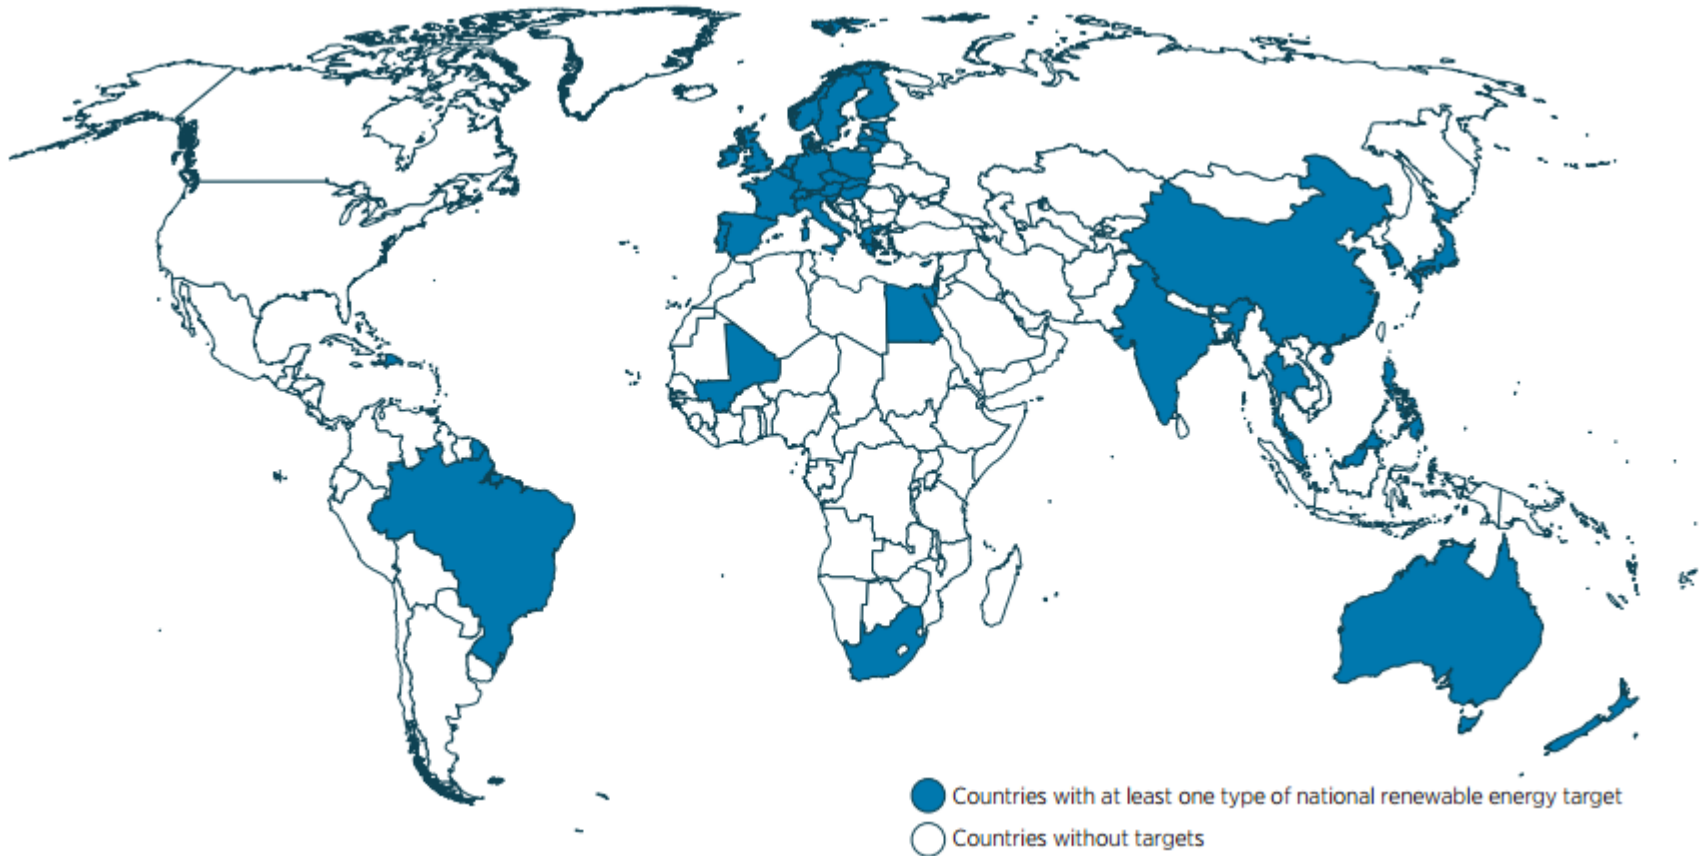 Countries with at least one type of national renewable energy target
Countries without targets